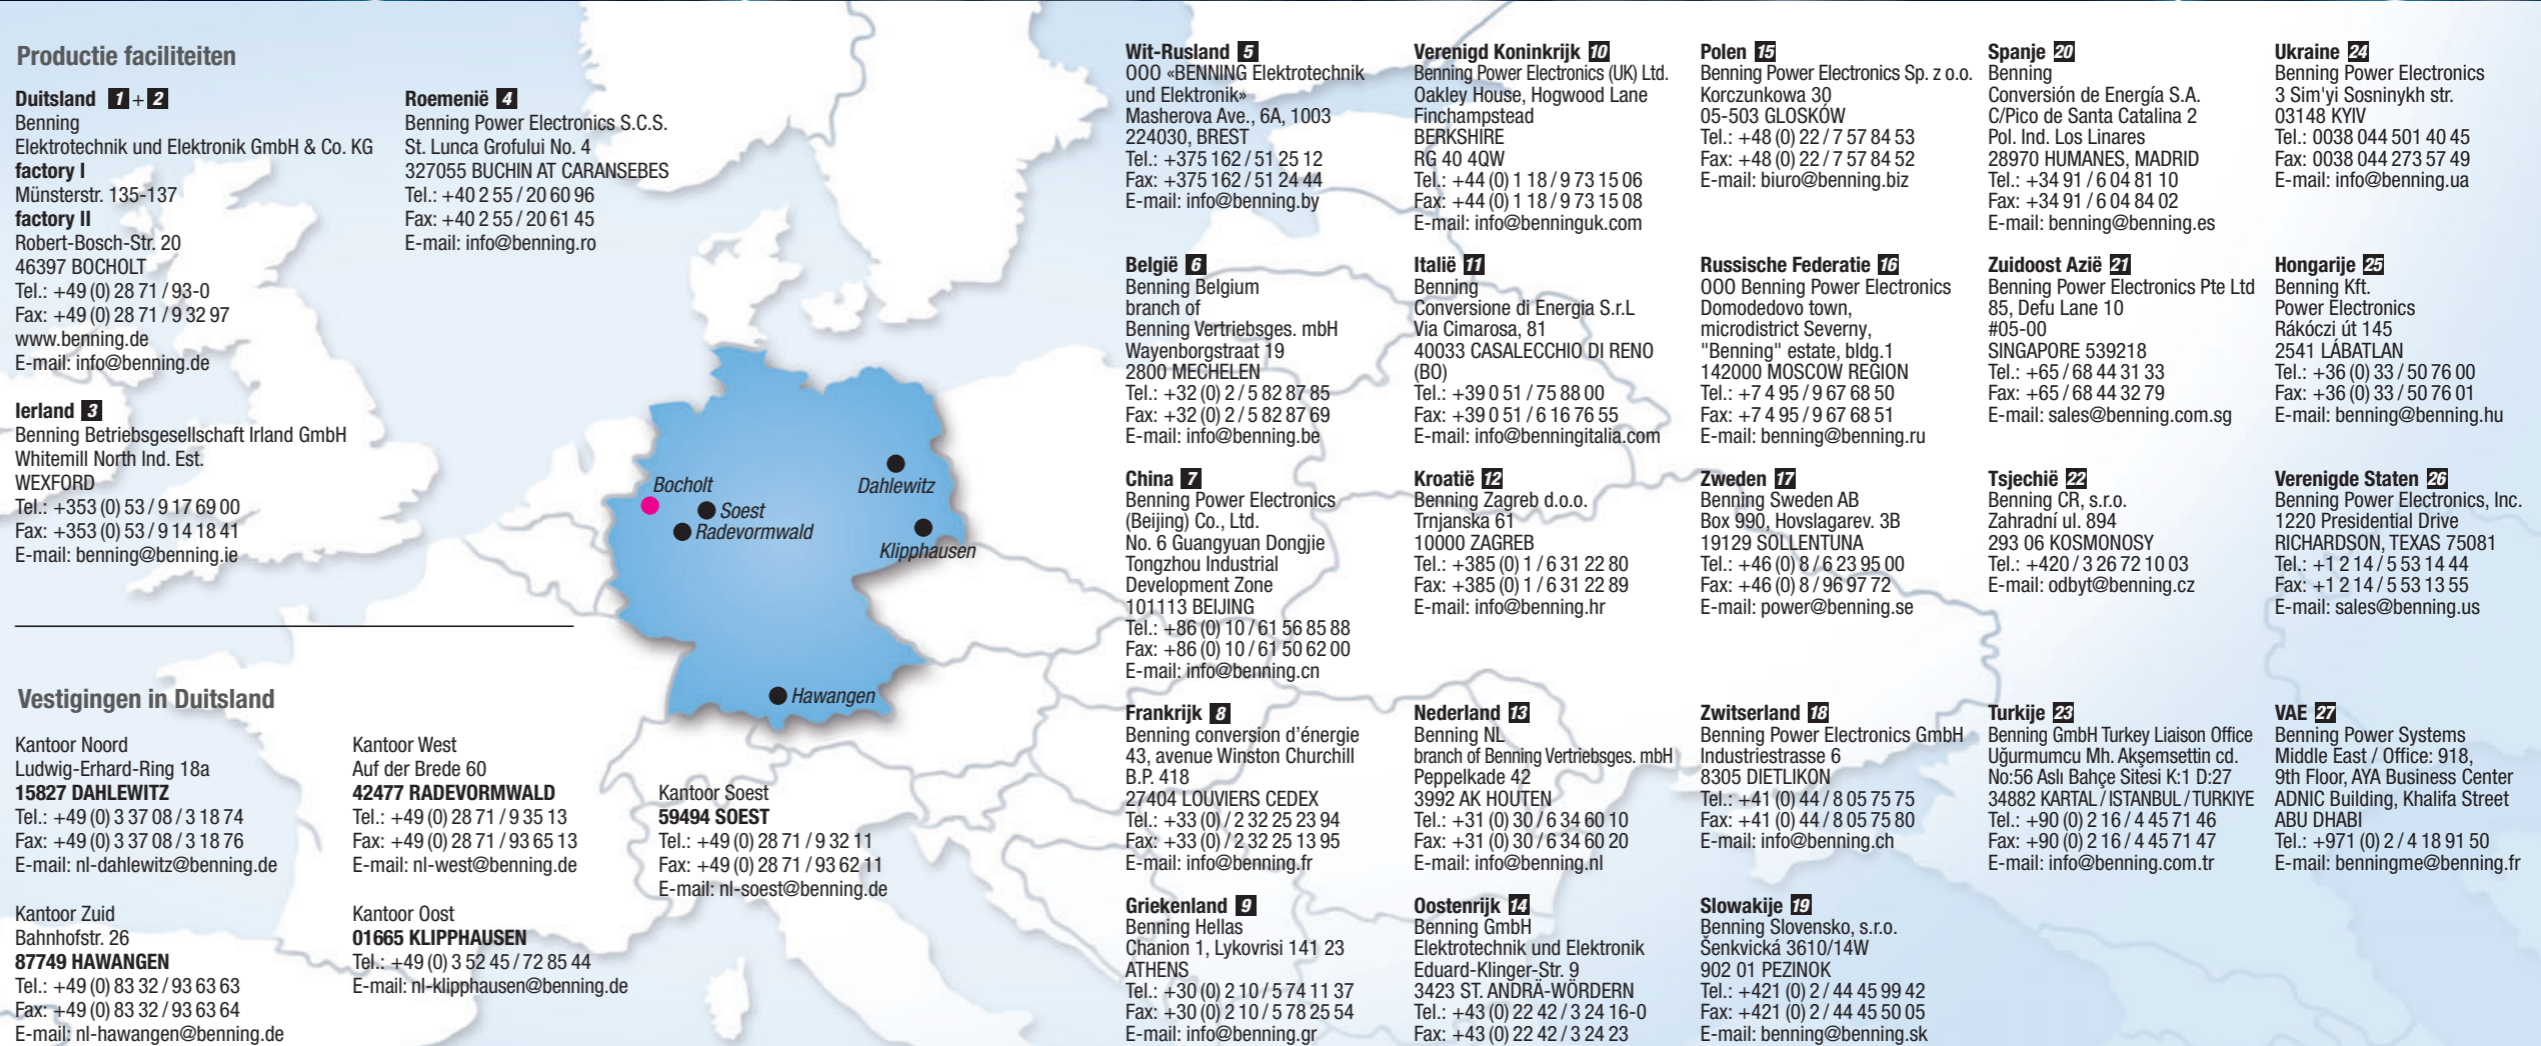 Productie faciliteiten
Duitsland 1 + 2
Benning
Elektrotechnik und Elektronik GmbH & Co. KG
factory I
Münsterstr. 135-137
factory II
Robert-Bosch-Str. 20
46397 BOCHOLT
Tel.: +49 (0) 28 71 / 93-0
Fax: +49 (0) 28 71 / 9 32 97
www.benning.de
E-mail: info@benning.de
Ierland 3
Benning Betriebsgesellschaft Irland GmbH
Whitemill North Ind. Est.
WEXFORD
Tel.: +353 (0) 53 / 9 17 69 00
Fax: +353 (0) 53 / 9 14 18 41
E-mail: benning@benning.ie
Roemenië 4
Benning Power Electronics S.C.S.
St. Lunca Grofului No. 4
327055 BUCHIN AT CARANSEBES
Tel.: +40 2 55 / 20 60 96
Fax: +40 2 55 / 20 61 45
E-mail: info@benning.ro
Vestigingen in Duitsland
Kantoor Noord
Ludwig-Erhard-Ring 18a
15827 DAHLEWITZ
Tel.: +49 (0) 3 37 08 / 3 18 74
Fax: +49 (0) 3 37 08 / 3 18 76
E-mail: nl-dahlewitz@benning.de
Kantoor Zuid
Bahnhofstr. 26
87749 HAWANGEN
Tel.: +49 (0) 83 32 / 93 63 63
Fax: +49 (0) 83 32 / 93 63 64
E-mail: nl-hawangen@benning.de
Kantoor West
Auf der Brede 60
42477 RADEVORMWALD
Tel.: +49 (0) 28 71 / 9 35 13
Fax: +49 (0) 28 71 / 93 65 13
E-mail: nl-west@benning.de
Kantoor Oost
01665 KLIPPHAUSEN
Tel.: +49 (0) 3 52 45 / 72 85 44
E-mail: nl-klipphausen@benning.de
Kantoor Soest
59494 SOEST
Tel.: +49 (0) 28 71 / 9 32 11
Fax: +49 (0) 28 71 / 93 62 11
E-mail: nl-soest@benning.de
Bocholt
Soest
Radevormwald
Dahlewitz
Klipphausen
Hawangen
Wit-Rusland 5
OOO «BENNING Elektrotechnik
und Elektronik»
Masherova Ave., 6A, 1003
224030, BREST
Tel.: +375 162 / 51 25 12
Fax: +375 162 / 51 24 44
E-mail: info@benning.by
België 6
Benning Belgium
branch of
Benning Vertriebsges. mbH
Wayenborgstraat 19
2800 MECHELEN
Tel.: +32 (0) 2 / 5 82 87 85
Fax: +32 (0) 2 / 5 82 87 69
E-mail: info@benning.be
China 7
Benning Power Electronics
(Beijing) Co., Ltd.
No. 6 Guangyuan Dongjie
Tongzhou Industrial
Development Zone
101113 BEIJING
Tel.: +86 (0) 10 / 61 56 85 88
Fax: +86 (0) 10 / 61 50 62 00
E-mail: info@benning.cn
Frankrijk 8
Benning conversion d'énergie
43, avenue Winston Churchill
B.P. 418
27404 LOUVIERS CEDEX
Tel.: +33 (0) / 2 32 25 23 94
Fax: +33 (0) / 2 32 25 13 95
E-mail: info@benning.fr
Griekenland 9
Benning Hellas
Chanion 1, Lykovrisi 141 23
ATHENS
Tel.: +30 (0) 2 10 / 5 74 11 37
Fax: +30 (0) 2 10 / 5 78 25 54
E-mail: info@benning.gr
Verenigd Koninkrijk 10
Benning Power Electronics (UK) Ltd.
Oakley House, Hogwood Lane
Finchampstead
BERKSHIRE
RG 40 4QW
Tel.: +44 (0) 1 18 / 9 73 15 06
Fax: +44 (0) 1 18 / 9 73 15 08
E-mail: info@benninguk.com
Italië 11
Benning
Conversione di Energia S.r.L
Via Cimarosa, 81
40033 CASALECCHIO DI RENO
(BO)
Tel.: +39 0 51 / 75 88 00
Fax: +39 0 51 / 6 16 76 55
E-mail: info@benningitalia.com
Kroatië 12
Benning Zagreb d.o.o.
Trnjanska 61
10000 ZAGREB
Tel.: +385 (0) 1 / 6 31 22 80
Fax: +385 (0) 1 / 6 31 22 89
E-mail: info@benning.hr
Nederland 13
Benning NL
branch of Benning Vertriebsges. mbH
Peppelkade 42
3992 AK HOUTEN
Tel.: +31 (0) 30 / 6 34 60 10
Fax: +31 (0) 30 / 6 34 60 20
E-mail: info@benning.nl
Oostenrijk 14
Benning GmbH
Elektrotechnik und Elektronik
Eduard-Klinger-Str. 9
3423 ST. ANDRÄ-WÖRDERN
Tel.: +43 (0) 22 42 / 3 24 16-0
Fax: +43 (0) 22 42 / 3 24 23
Polen 15
Benning Power Electronics Sp. z o.o.
Korczunkowa 30
05-503 GLOSKÓW
Tel.: +48 (0) 22 / 7 57 84 53
Fax: +48 (0) 22 / 7 57 84 52
E-mail: biuro@benning.biz
Russische Federatie 16
OOO Benning Power Electronics
Domodedovo town,
microdistrict Severny,
"Benning" estate, bldg.1
142000 MOSCOW REGION
Tel.: +7 4 95 / 9 67 68 50
Fax: +7 4 95 / 9 67 68 51
E-mail: benning@benning.ru
Zweden 17
Benning Sweden AB
Box 990, Hovslagarev. 3B
19129 SOLLENTUNA
Tel.: +46 (0) 8 / 6 23 95 00
Fax: +46 (0) 8 / 96 97 72
E-mail: power@benning.se
Zwitserland 18
Benning Power Electronics GmbH
Industriestrasse 6
8305 DIETLIKON
Tel.: +41 (0) 44 / 8 05 75 75
Fax: +41 (0) 44 / 8 05 75 80
E-mail: info@benning.ch
Slowakije 19
Benning Slovensko, s.r.o.
Šenkvická 3610/14W
902 01 PEZINOK
Tel.: +421 (0) 2 / 44 45 99 42
Fax: +421 (0) 2 / 44 45 50 05
E-mail: benning@benning.sk
Spanje 20
Benning
Conversión de Energía S.A.
C/Pico de Santa Catalina 2
Pol. Ind. Los Linares
28970 HUMANES, MADRID
Tel.: +34 91 / 6 04 81 10
Fax: +34 91 / 6 04 84 02
E-mail: benning@benning.es
Zuidoost Azië 21
Benning Power Electronics Pte Ltd
85, Defu Lane 10
#05-00
SINGAPORE 539218
Tel.: +65 / 68 44 31 33
Fax: +65 / 68 44 32 79
E-mail: sales@benning.com.sg
Tsjechië 22
Benning CR, s.r.o.
Zahradní ul. 894
293 06 KOSMONOSY
Tel.: +420 / 3 26 72 10 03
E-mail: odbyt@benning.cz
Turkije 23
Benning GmbH Turkey Liaison Office
Uğurmumcu Mh. Akşemsettin cd.
No:56 Aslı Bahçe Sitesi K:1 D:27
34882 KARTAL / ISTANBUL / TURKIYE
Tel.: +90 (0) 2 16 / 4 45 71 46
Fax: +90 (0) 2 16 / 4 45 71 47
E-mail: info@benning.com.tr
Ukraine 24
Benning Power Electronics
3 Sim'yi Sosninykh str.
03148 KYIV
Tel.: 0038 044 501 40 45
Fax: 0038 044 273 57 49
E-mail: info@benning.ua
Hongarije 25
Benning Kft.
Power Electronics
Rákóczi út 145
2541 LÁBATLAN
Tel.: +36 (0) 33 / 50 76 00
Fax: +36 (0) 33 / 50 76 01
E-mail: benning@benning.hu
Verenigde Staten 26
Benning Power Electronics, Inc.
1220 Presidential Drive
RICHARDSON, TEXAS 75081
Tel.: +1 2 14 / 5 53 14 44
Fax: +1 2 14 / 5 53 13 55
E-mail: sales@benning.us
VAE 27
Benning Power Systems
Middle East / Office: 918,
9th Floor, AYA Business Center
ADNIC Building, Khalifa Street
ABU DHABI
Tel.: +971 (0) 2 / 4 18 91 50
E-mail: benningme@benning.fr